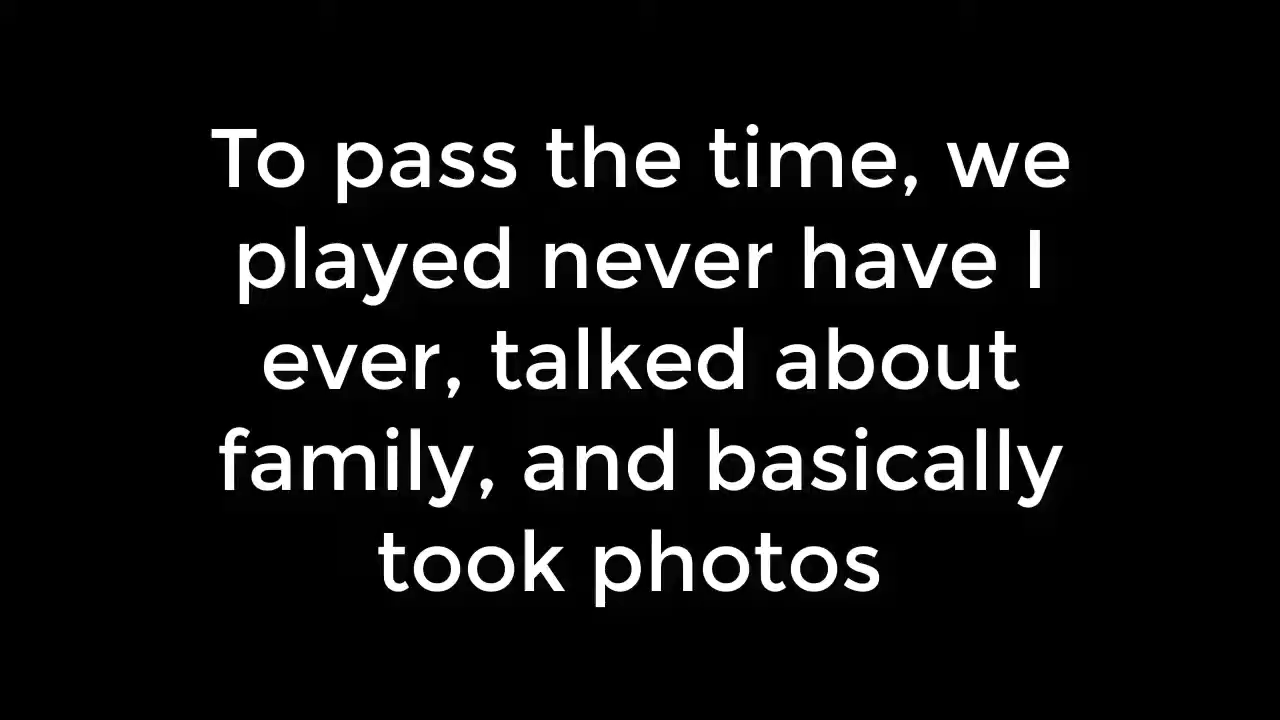 To pass the time, we
played never have I
ever, talked about
family, and basically
took photos